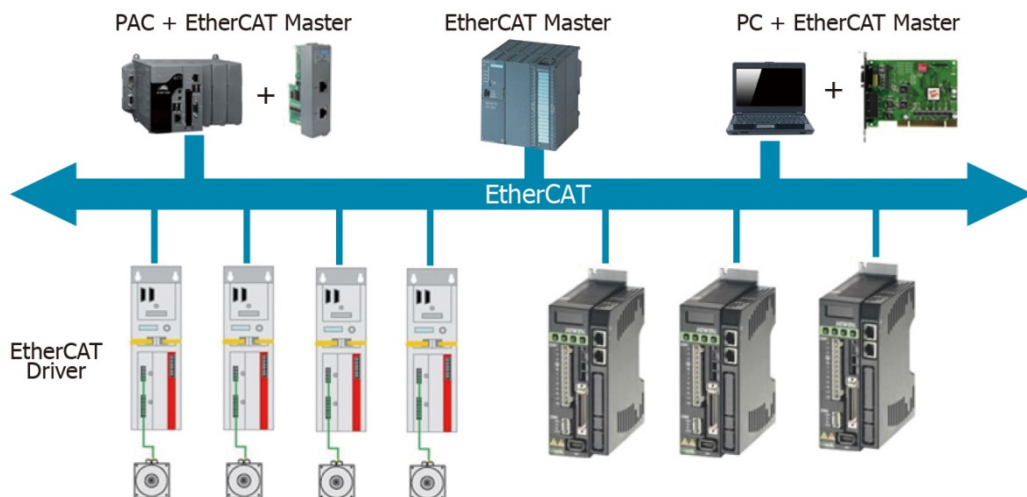 PAC + EtherCAT Master
EtherCAT Master
PC + EtherCAT Master
+
+
EtherCAT
EtherCAT
Driver